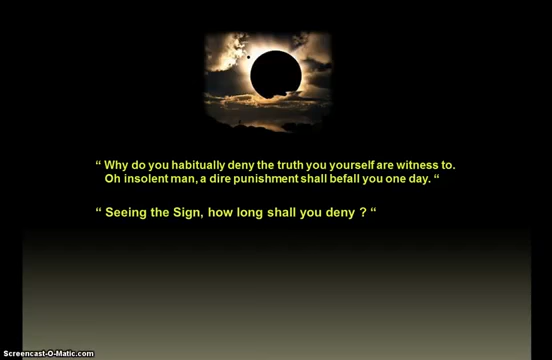 “ Why do you habitually deny the truth you yourself are witness to.
Oh insolent man, a dire punishment shall befall you one day. “
“ Seeing the Sign, how long shall you deny ? “
Screencast-O-Matic.com